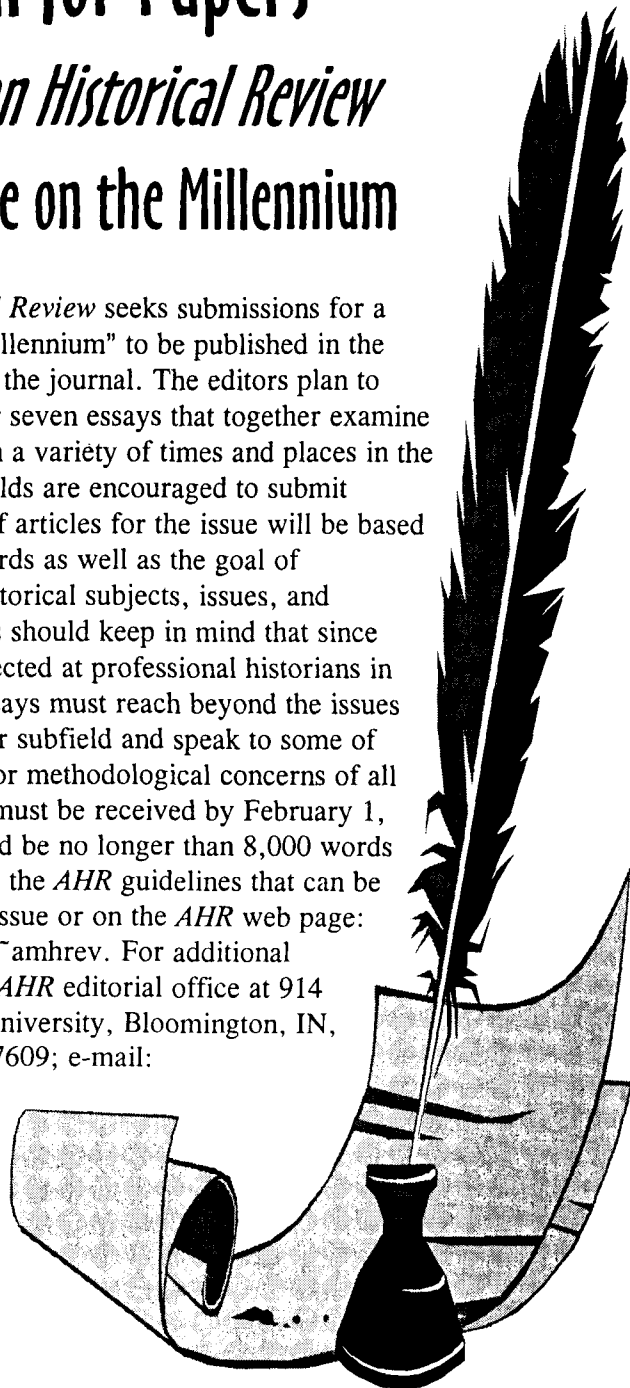 for Papers
n Historical Review
e on the Millennium
Review seeks submissions for a
llennium" to be published in the
the journal. The editors plan to
r seven essays that together examine
n a variety of times and places in the
lds are encouraged to submit
f articles for the issue will be based
rds as well as the goal of
torical subjects, issues, and
s should keep in mind that since
ected at professional historians in
ays must reach beyond the issues
r subfield and speak to some of
or methodological concerns of all
must be received by February 1,
d be no longer than 8,000 words
the AHR guidelines that can be
ssue or on the AHR web page:
~amhrev. For additional
AHR editorial office at 914
niversity, Bloomington, IN,
7609; e-mail: